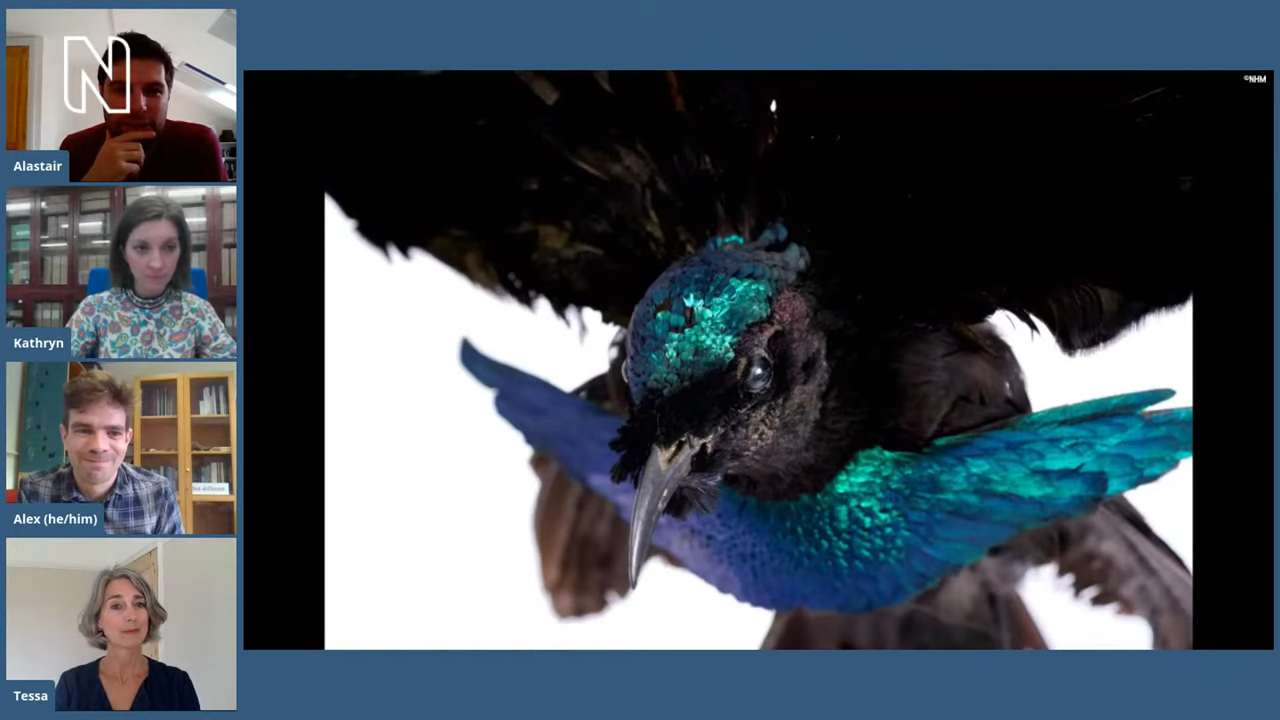 N
Alastair
Kathryn
Alex (he/him)
Tessa
©NHM